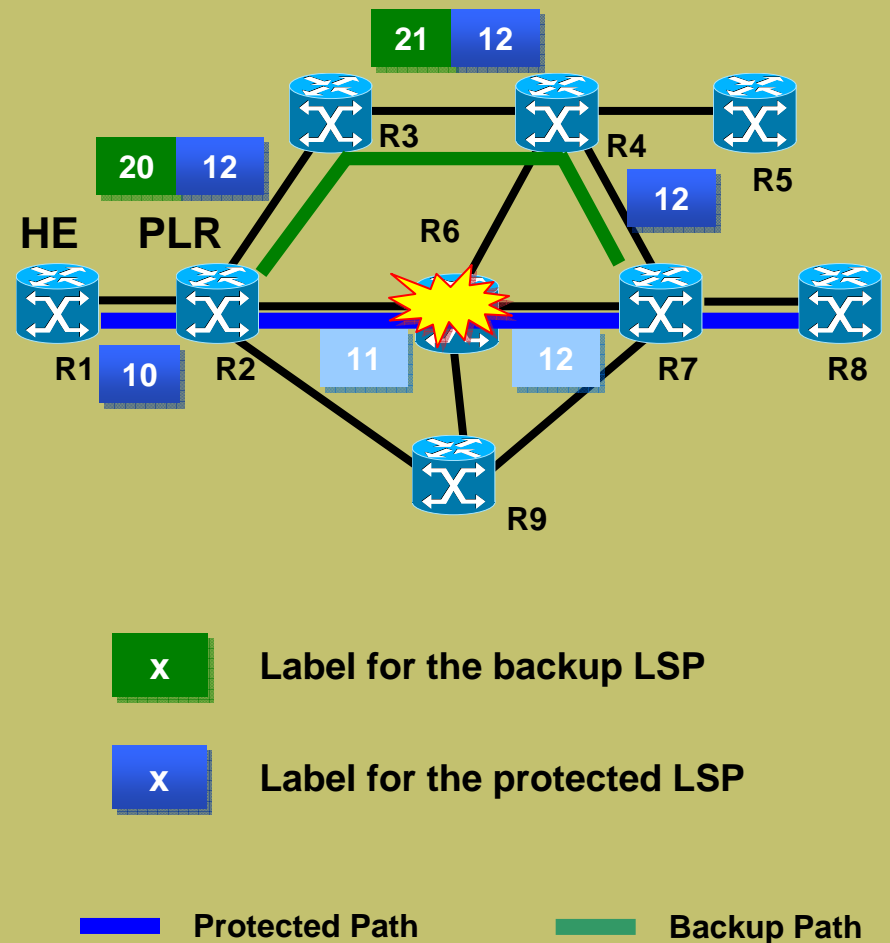 21 12
R3
R4
R5
20 12
12
HE PLR
R6
R1
10
R2
11
12
R7
R8
R9
x Label for the backup LSP
x Label for the protected LSP
Protected Path Backup Path